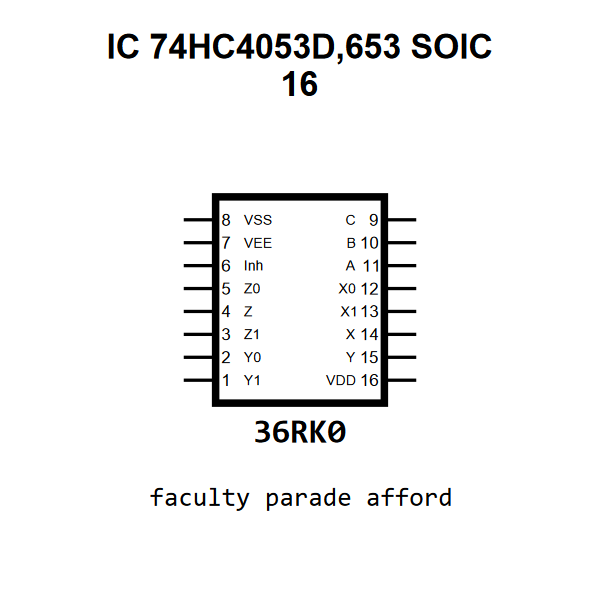 IC 74HC4053D,653 SOIC
16
8 VSS C 9
7 VEE B 10
6 Inh A 11
5 Z0 X0 12
4 Z X1 13
3 Z1 X 14
2 Y0 Y 15
1 Y1 VDD 16
36RK0
faculty parade afford